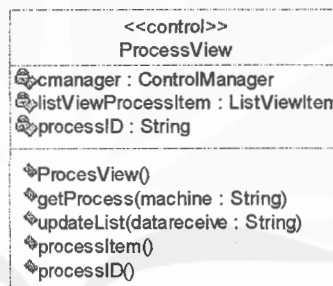 <<control>>
ProcessView
cmanager : ControlManager
listViewProcessItem : ListViewItem
processID : String
ProcesView()
getProcess(machine : String)
updateList(datareceive : String)
processItem()
processID()